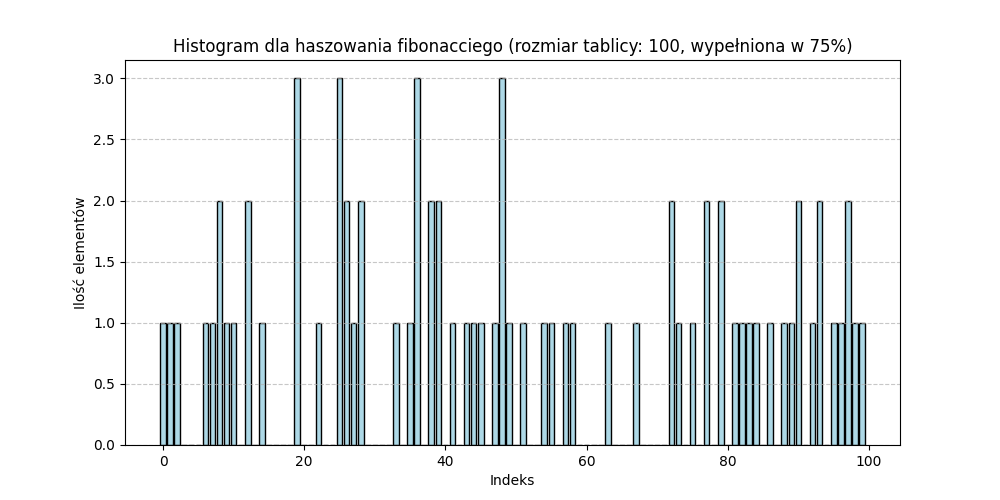 Histogram dla haszowania fibonacciego (rozmiar tablicy: 100, wypełniona w 75%)
3.0
2.5
2.0
1.5
1.0
0.5
0.0
Ilość elementów
0 20 40 60 80 100
Indeks